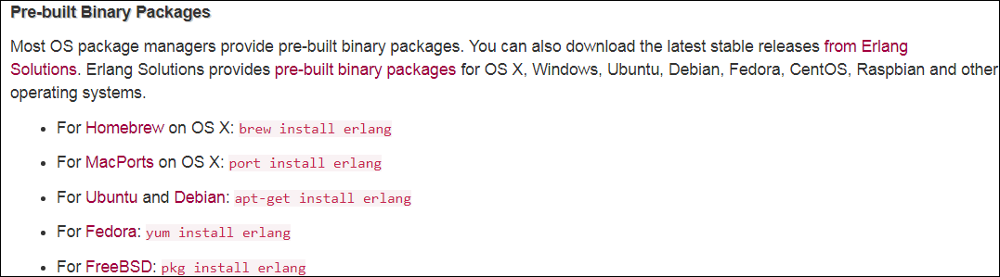 Pre-built Binary Packages
Most OS package managers provide pre-built binary packages. You can also download the latest stable releases from Erlang
Solutions. Erlang Solutions provides pre-built binary packages for OS X, Windows, Ubuntu, Debian, Fedora, CentOS, Raspbian and other
operating systems.
• For Homebrew on OS X: brew install erlang
• For MacPorts on OS X: port install erlang
• For Ubuntu and Debian: apt-get install erlang
• For Fedora: yum install erlang
• For FreeBSD: pkg install erlang